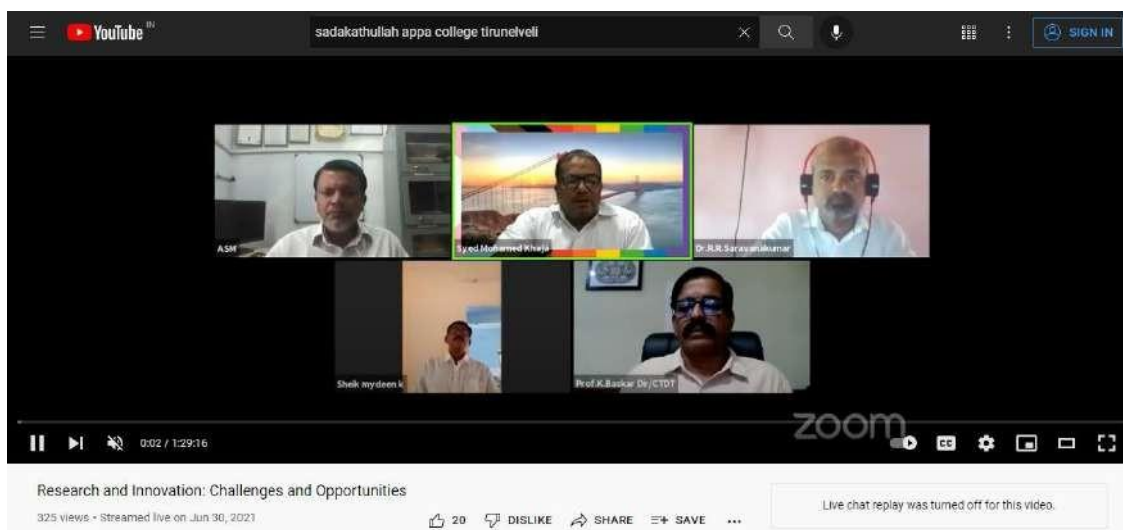 YouTube IN
sadakathullah appa college tirunelveli
SIGN IN
ASM
Syed Mohamed Khaja
Dr.R.R.Saravanakumar
Sheik mydeen k
Prof.K.Baskar Dir/CTDT
zoom
0:02 / 1:29:16
CC
Research and Innovation: Challenges and Opportunities
325 views • Streamed live on Jun 30, 2021
20 DISLIKE SHARE SAVE ...
Live chat replay was turned off for this video.